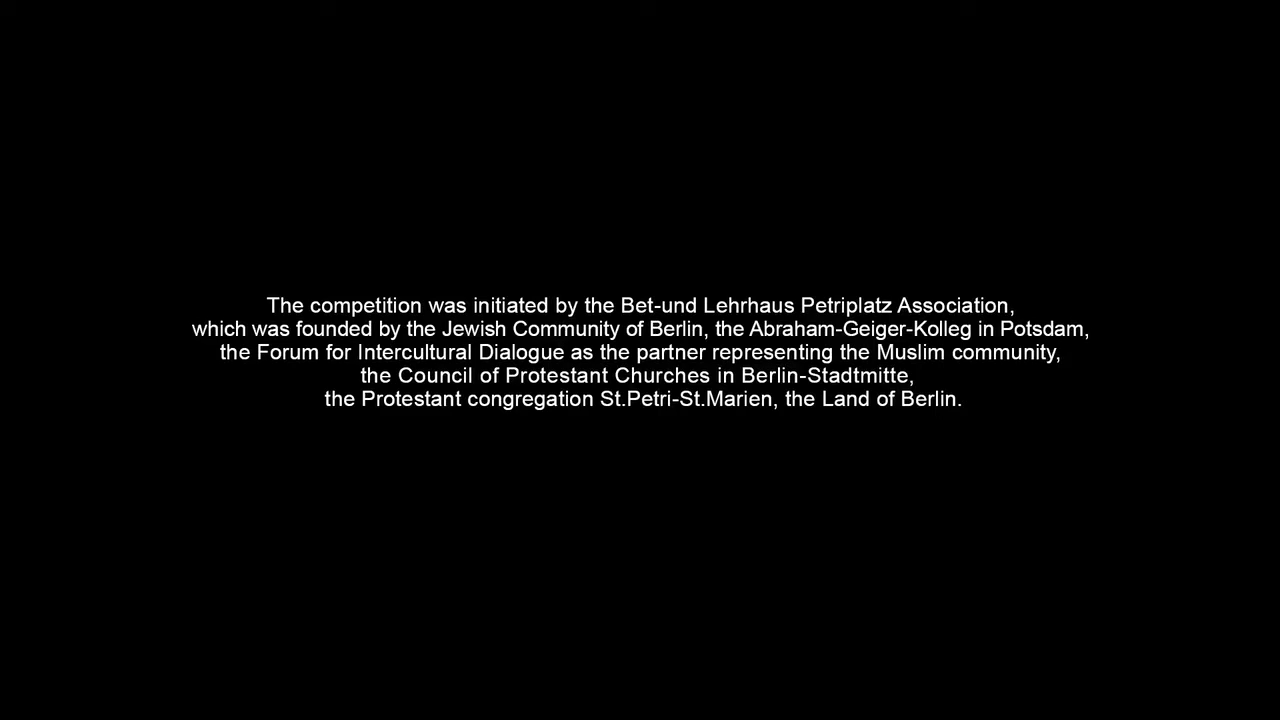 The competition was initiated by the Bet-und Lehrhaus Petriplatz Association,
which was founded by the Jewish Community of Berlin, the Abraham-Geiger-Kolleg in Potsdam,
the Forum for Intercultural Dialogue as the partner representing the Muslim community,
the Council of Protestant Churches in Berlin-Stadtmitte,
the Protestant congregation St.Petri-St.Marien, the Land of Berlin.